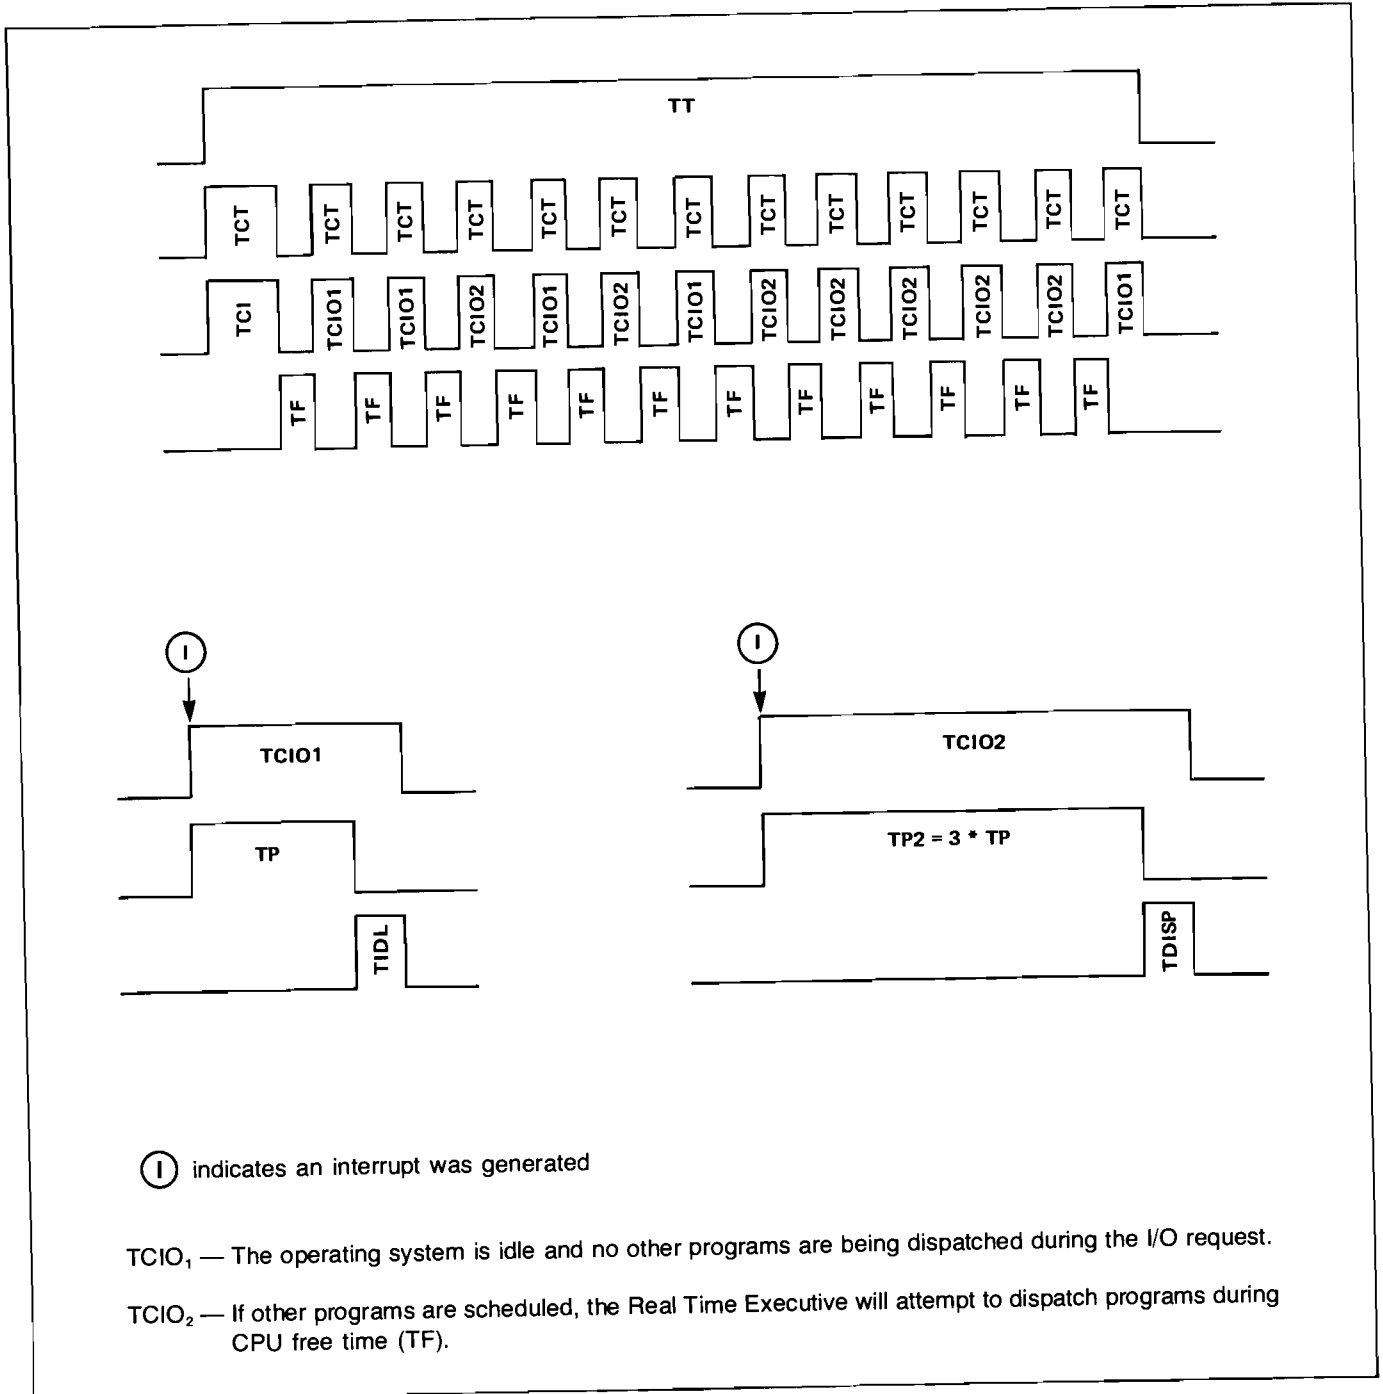 TT
TCT TCT TCT TCT TCT TCT TCT TCT TCT TCT TCT TCT TCT
TCI TCIO1 TCIO1 TCIO2 TCIO1 TCIO2 TCIO1 TCIO2 TCIO2 TCIO2 TCIO2 TCIO2 TCIO1
TF TF TF TF TF TF TF TF TF TF TF TF
I I
TCIO1 TCIO2
TP TP2 = 3 * TP
TIDL TDISP
I indicates an interrupt was generated
TCIO₁ — The operating system is idle and no other programs are being dispatched during the I/O request.
TCIO₂ — If other programs are scheduled, the Real Time Executive will attempt to dispatch programs during
CPU free time (TF).